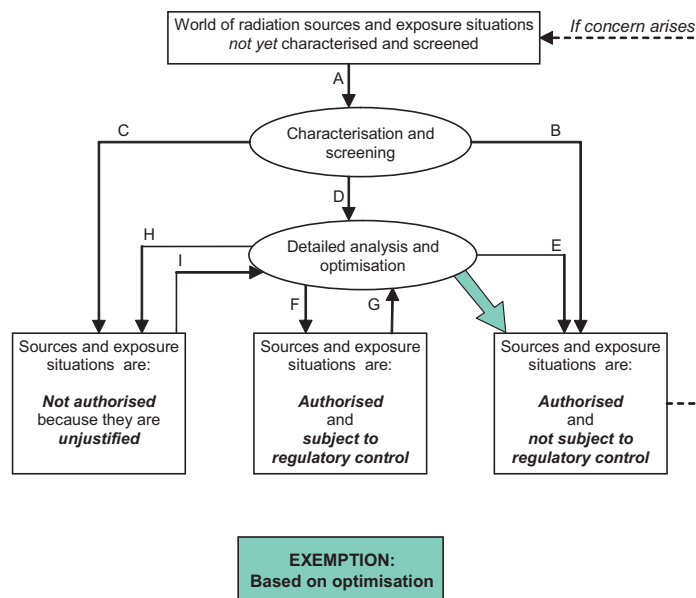 World of radiation sources and exposure situations
not yet characterised and screened
If concern arises
A
C
Characterisation and
screening
B
D
H
Detailed analysis and
optimisation
E
I
F
G
Sources and exposure
situations are:
Not authorised
because they are
unjustified
Sources and exposure
situations are:
Authorised
and
subject to
regulatory control
Sources and exposure
situations are:
Authorised
and
not subject to
regulatory control
EXEMPTION:
Based on optimisation